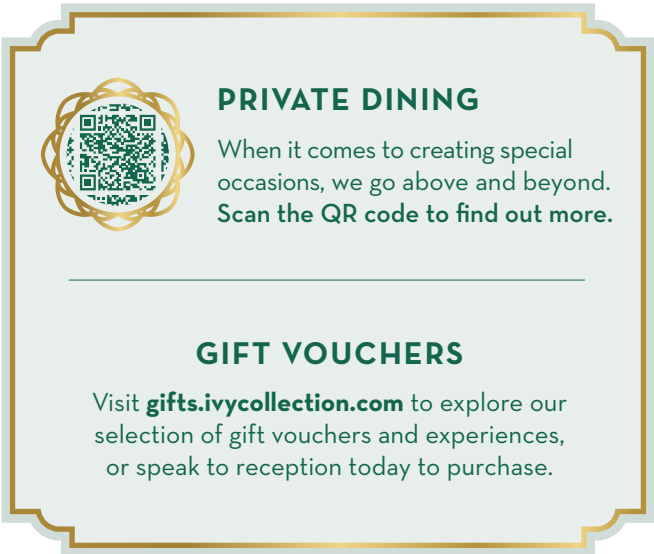 PRIVATE DINING
When it comes to creating special
occasions, we go above and beyond.
Scan the QR code to find out more.
GIFT VOUCHERS
Visit gifts.ivycollection.com to explore our
selection of gift vouchers and experiences,
or speak to reception today to purchase.